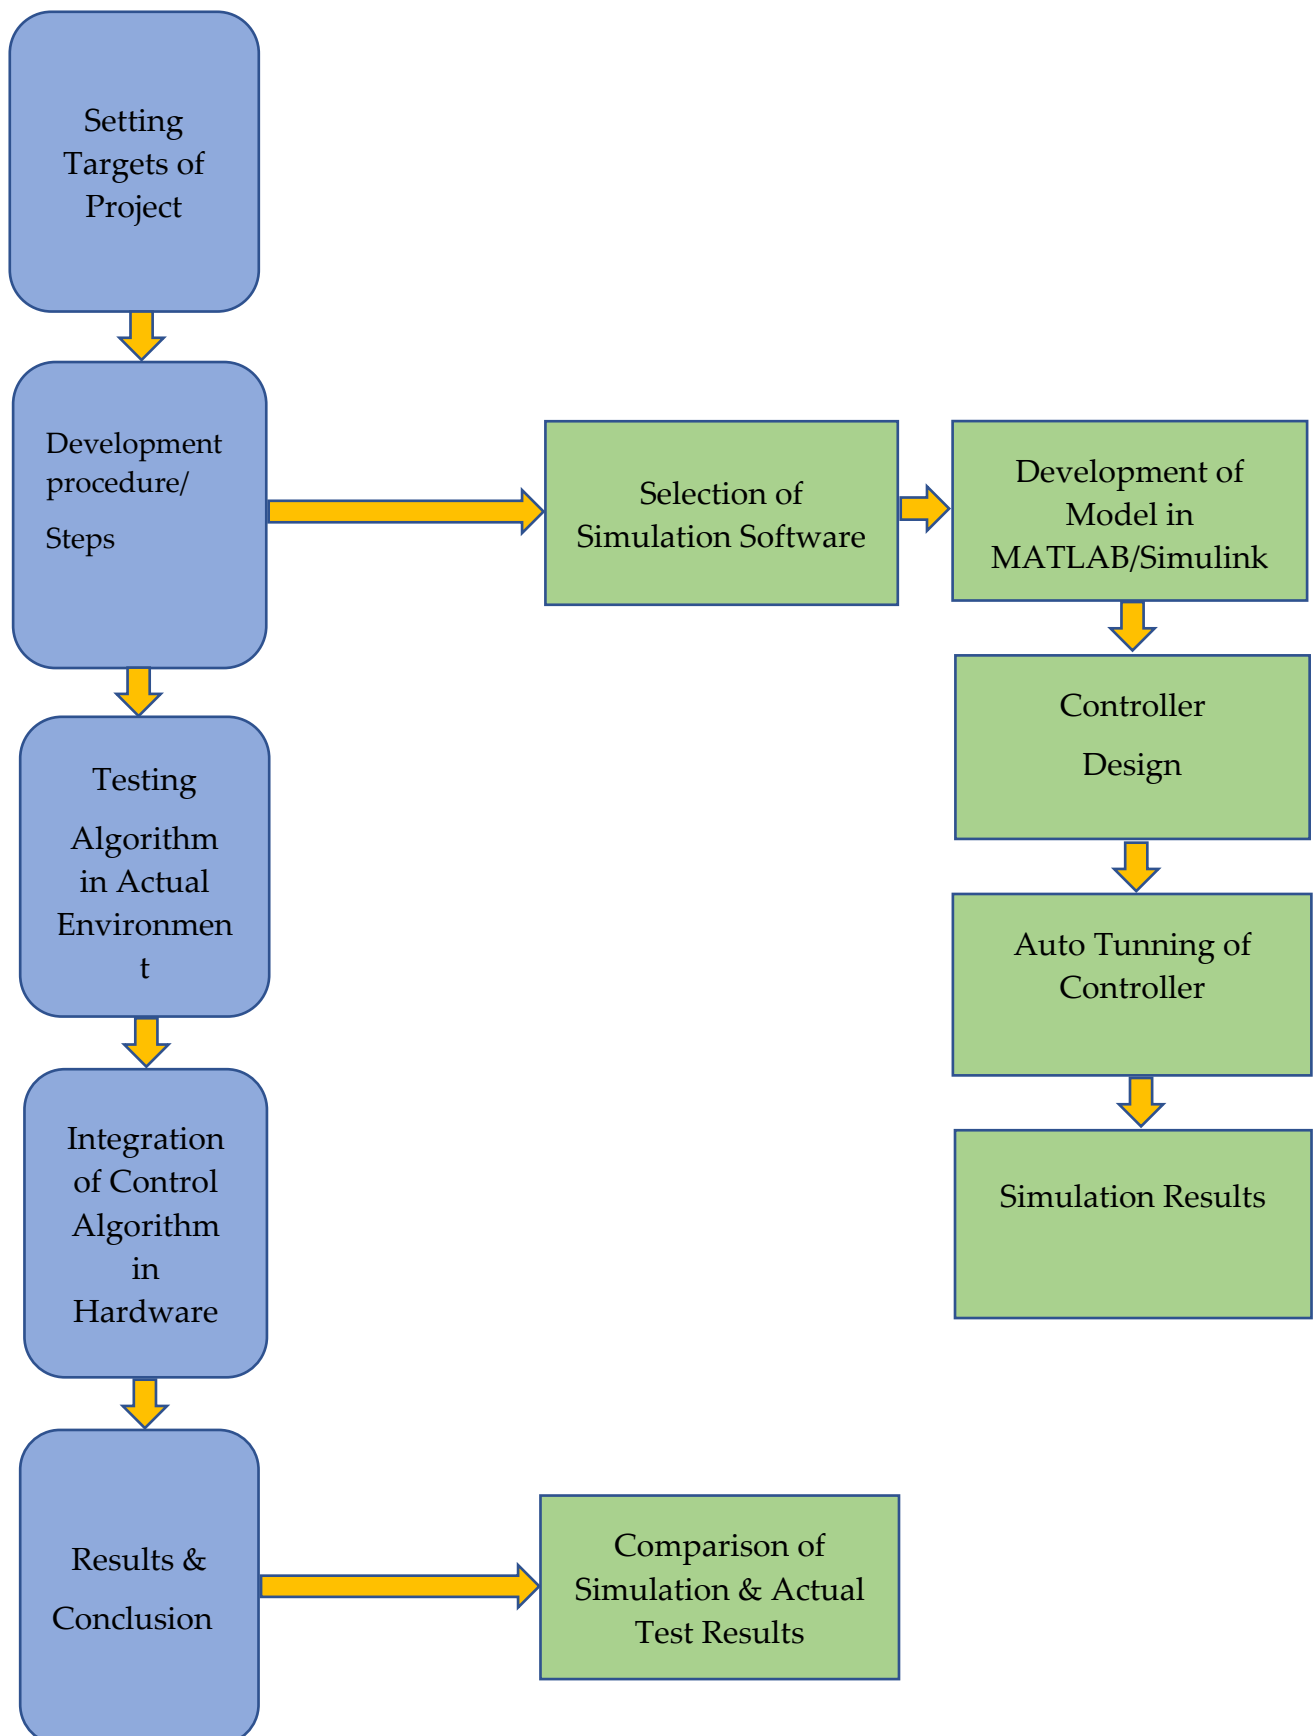 Setting
Targets of
Project
Development
procedure/
Steps
Selection of
Simulation Software
Development of
Model in
MATLAB/Simulink
Controller
Design
Testing
Algorithm
in Actual
Environmen
t
Auto Tunning of
Controller
Integration
of Control
Algorithm
in
Hardware
Simulation Results
Results &
Conclusion
Comparison of
Simulation & Actual
Test Results